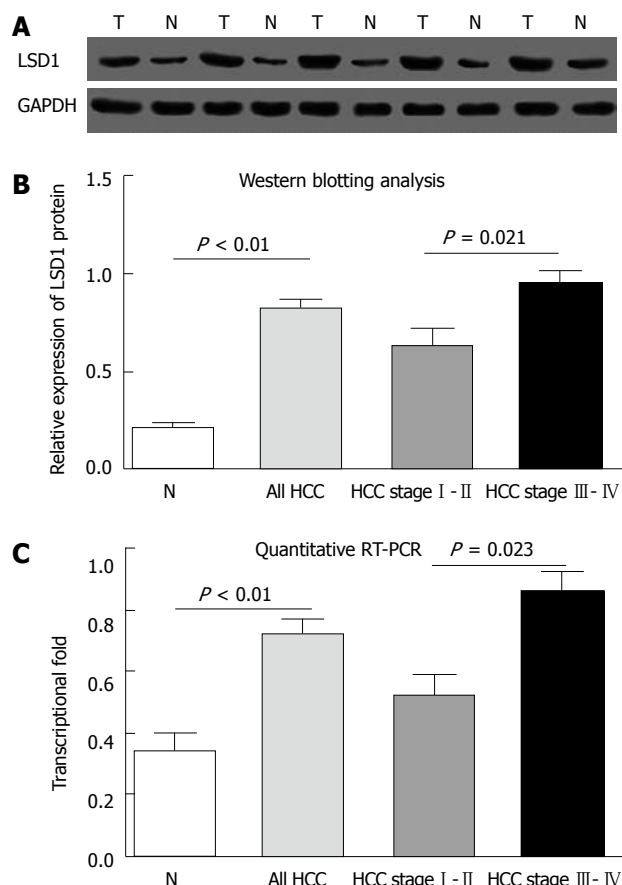 A
T N T N T N T N T N
LSD1
GAPDH
B
Western blotting analysis
Relative expression of LSD1 protein
1.5
1.0
0.5
0.0
P < 0.01
P = 0.021
N All HCC HCC stage Ⅰ-Ⅱ HCC stage Ⅲ-Ⅳ
C
Quantitative RT-PCR
Transcriptional fold
1.0
0.8
0.6
0.4
0.2
0.0
P < 0.01
P = 0.023
N All HCC HCC stage Ⅰ-Ⅱ HCC stage Ⅲ-Ⅳ